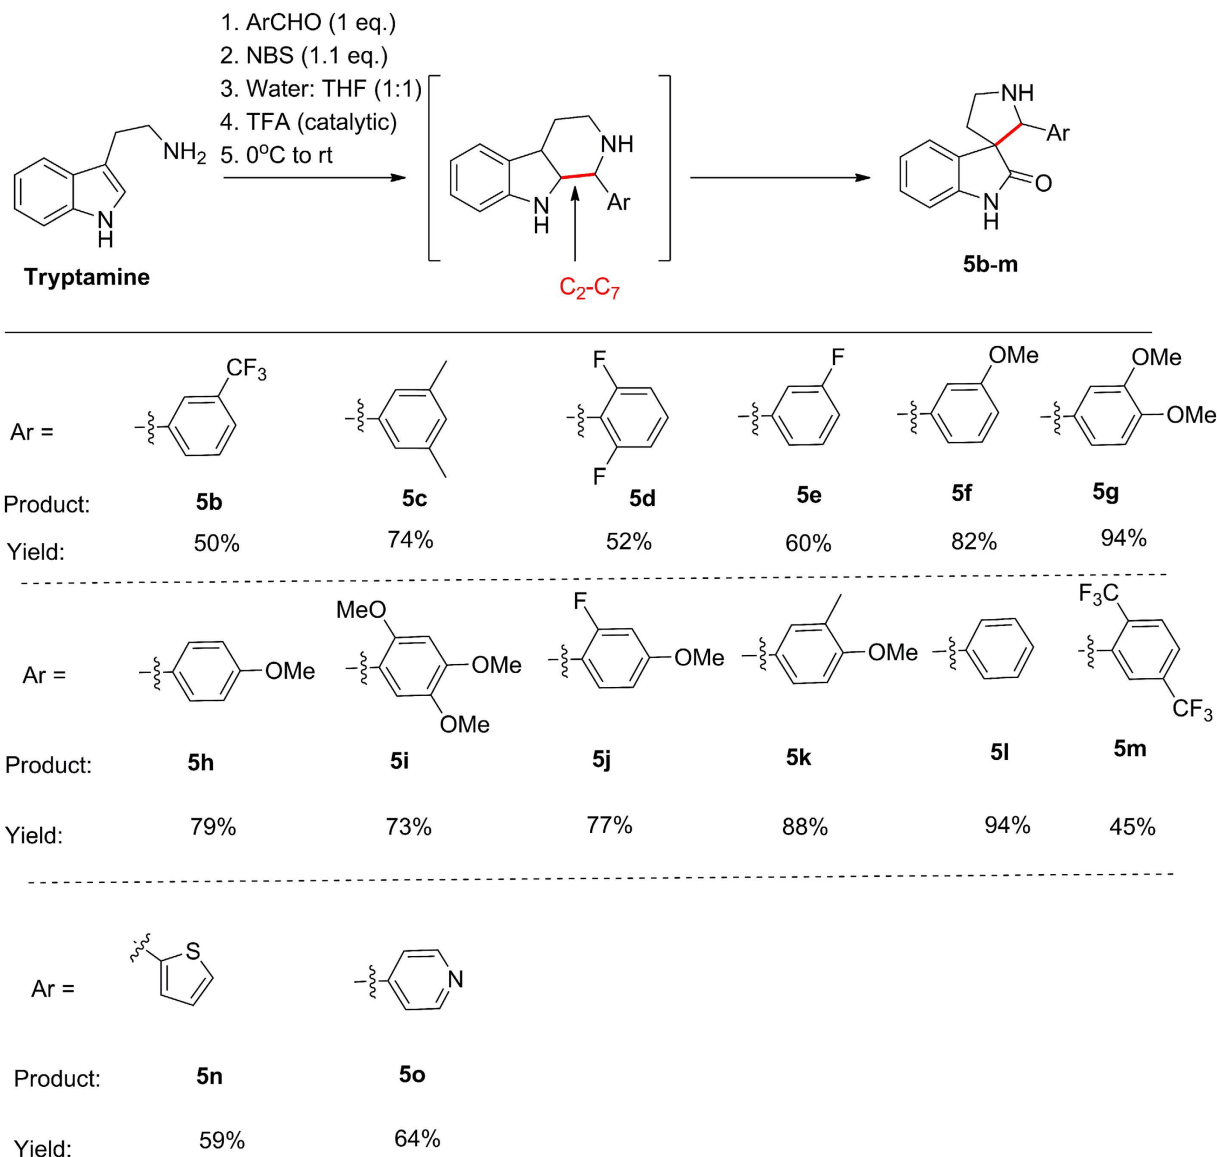 1. ArCHO (1 eq.)
2. NBS (1.1 eq.)
3. Water: THF (1:1)
4. TFA (catalytic)
5. 0°C to rt
NH₂
N
H
Tryptamine
NH
N
H
Ar
C₂-C₇
NH
Ar
O
N
H
5b-m
Ar =
CF₃
F
F
F
OMe
OMe
OMe
Product: 5b 5c 5d 5e 5f 5g
Yield: 50% 74% 52% 60% 82% 94%
Ar =
OMe
MeO
OMe
OMe
F
OMe
OMe
F₃C
CF₃
Product: 5h 5i 5j 5k 5l 5m
Yield: 79% 73% 77% 88% 94% 45%
Ar =
S
N
Product: 5n 5o
Yield: 59% 64%